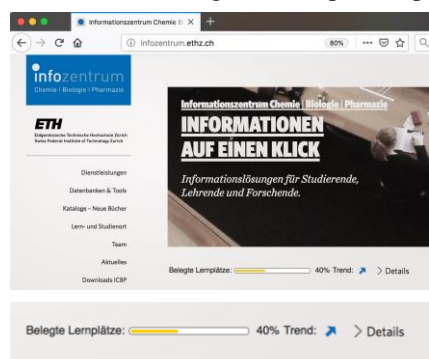 Informationszentrum Chemie B
infozentrum.ethz.ch
80%
infozentrum
Chemie | Biologie | Pharmazie
ETH
Eidgenössische Technische Hochschule Zürich
Swiss Federal Institute of Technology Zurich
Dienstleistungen
Datenbanken & Tools
Kataloge – Neue Bücher
Lern- und Studienort
Team
Aktuelles
Downloads ICBP
Informationszentrum Chemie | Biologie | Pharmazie
INFORMATIONEN
AUF EINEN KLICK
Informationslösungen für Studierende,
Lehrende und Forschende.
Belegte Lernplätze: 40% Trend: > Details
Belegte Lernplätze: 40% Trend: > Details